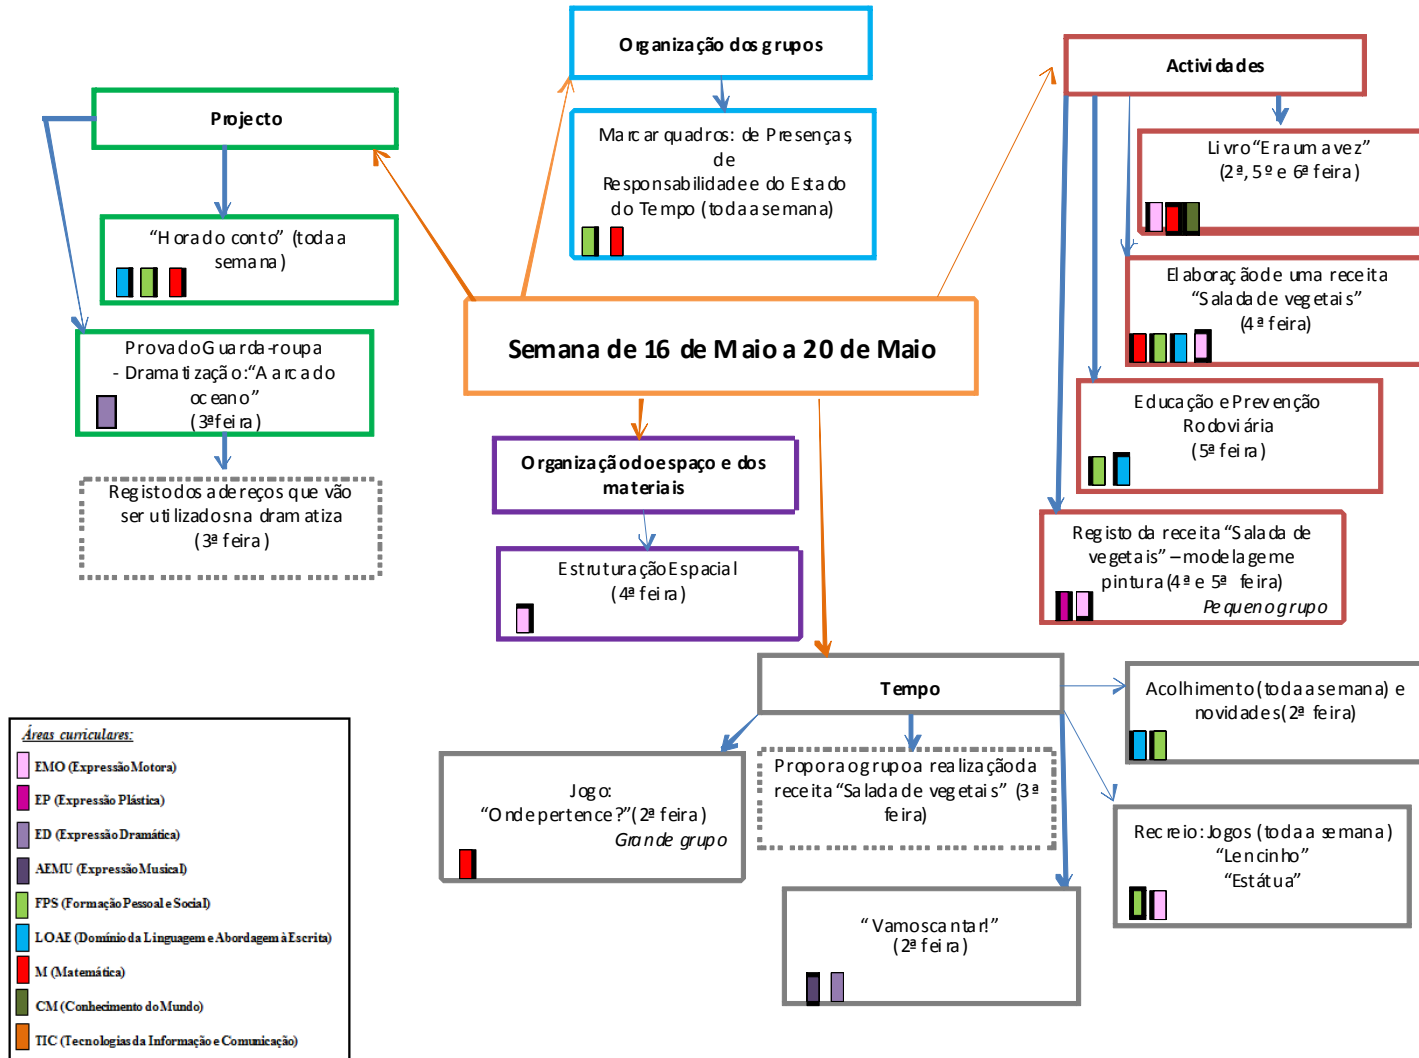 Organização dos grupos
Marcar quadros: de Presenças,
de
Responsabilidade e do Estado
do Tempo (toda a semana)
Projecto
"Hora do conto" (toda a
semana)
Prova do Guarda-roupa
- Dramatização: "A arca do
oceano"
(3ª feira)
Registo dos adereços que vão
ser utilizados na dramatiza
(3ª feira)
Actividades
Livro "Era uma vez"
(2ª, 5º e 6ª feira)
Elaboração de uma receita
"Salada de vegetais"
(4ª feira)
Educação e Prevenção
Rodoviária
(5ª feira)
Registo da receita "Salada de
vegetais" – modelagem e
pintura (4ª e 5ª feira)
Pequeno grupo
Semana de 16 de Maio a 20 de Maio
Organização do espaço e dos
materiais
Estruturação Espacial
(4ª feira)
Tempo
Acolhimento (toda a semana) e
novidades (2ª feira)
Jogo:
"Onde pertence?" (2ª feira)
Grande grupo
Propor ao grupo a realização da
receita "Salada de vegetais" (3ª
feira)
Recreio: Jogos (toda a semana)
"Lencinho"
"Estátua"
"Vamos cantar!"
(2ª feira)
Áreas curriculares:
EMO (Expressão Motora)
EP (Expressão Plástica)
ED (Expressão Dramática)
AEMU (Expressão Musical)
FPS (Formação Pessoal e Social)
LOAE (Domínio da Linguagem e Abordagem à Escrita)
M (Matemática)
CM (Conhecimento do Mundo)
TIC (Tecnologias da Informação e Comunicação)